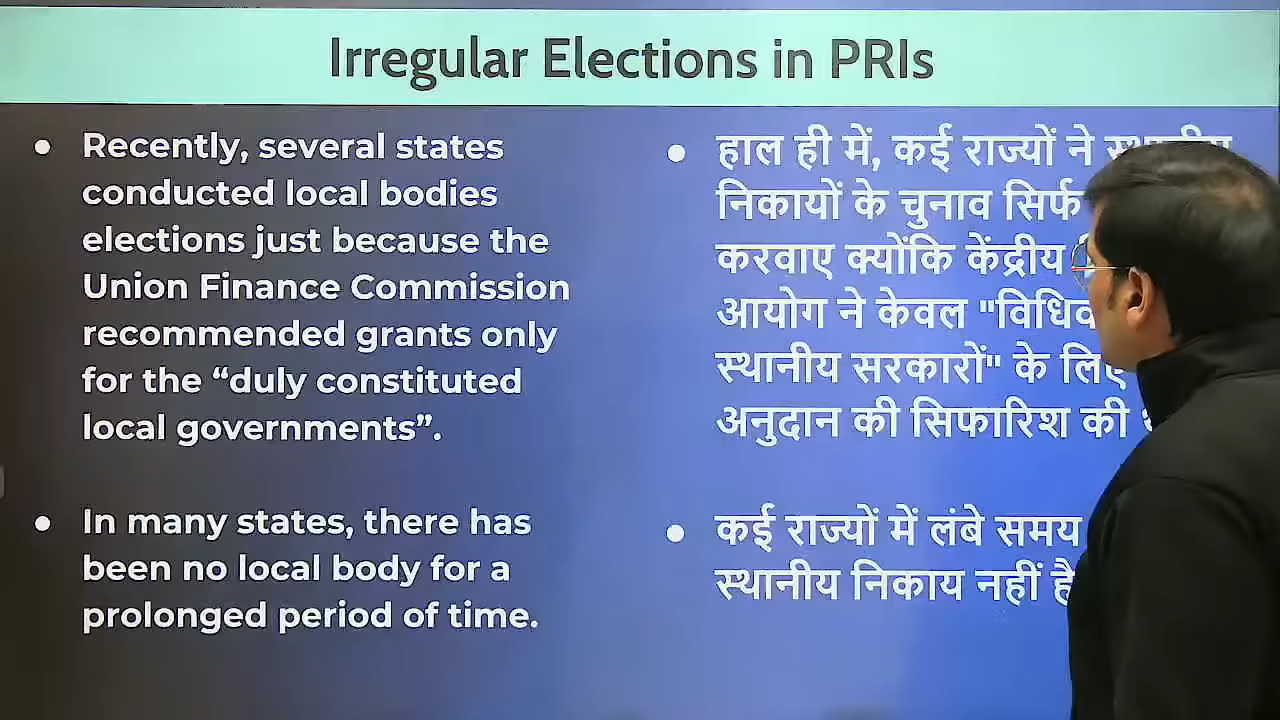 Irregular Elections in PRIs
• Recently, several states
conducted local bodies
elections just because the
Union Finance Commission
recommended grants only
for the “duly constituted
local governments”.
• In many states, there has
been no local body for a
prolonged period of time.
• हाल ही में, कई राज्यों ने
निकायों के चुनाव सिर्फ
करवाए क्योंकि केंद्रीय
आयोग ने केवल
स्थानीय सरकारों" के लिए
अनुदान की सिफारिश की
• कई राज्यों में लंबे समय
स्थानीय निकाय नहीं